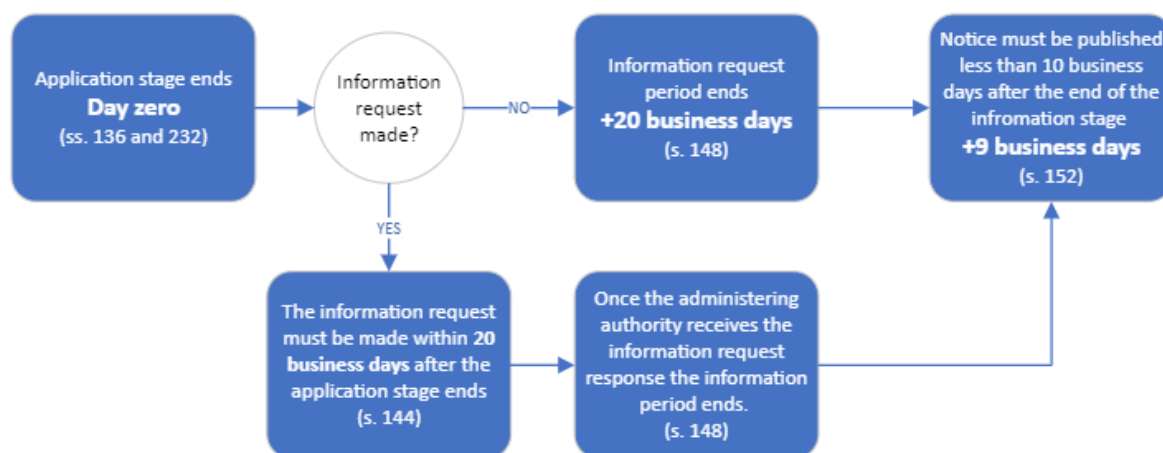 Application stage ends
Day zero
(ss. 136 and 232)
Information
request
made?
NO
Information request
period ends
+20 business days
(s. 148)
Notice must be published
less than 10 business
days after the end of the
infromation stage
+9 business days
(s. 152)
YES
The information request
must be made within 20
business days after the
application stage ends
(s. 144)
Once the administering
authority receives the
information request
response the information
period ends.
(s. 148)